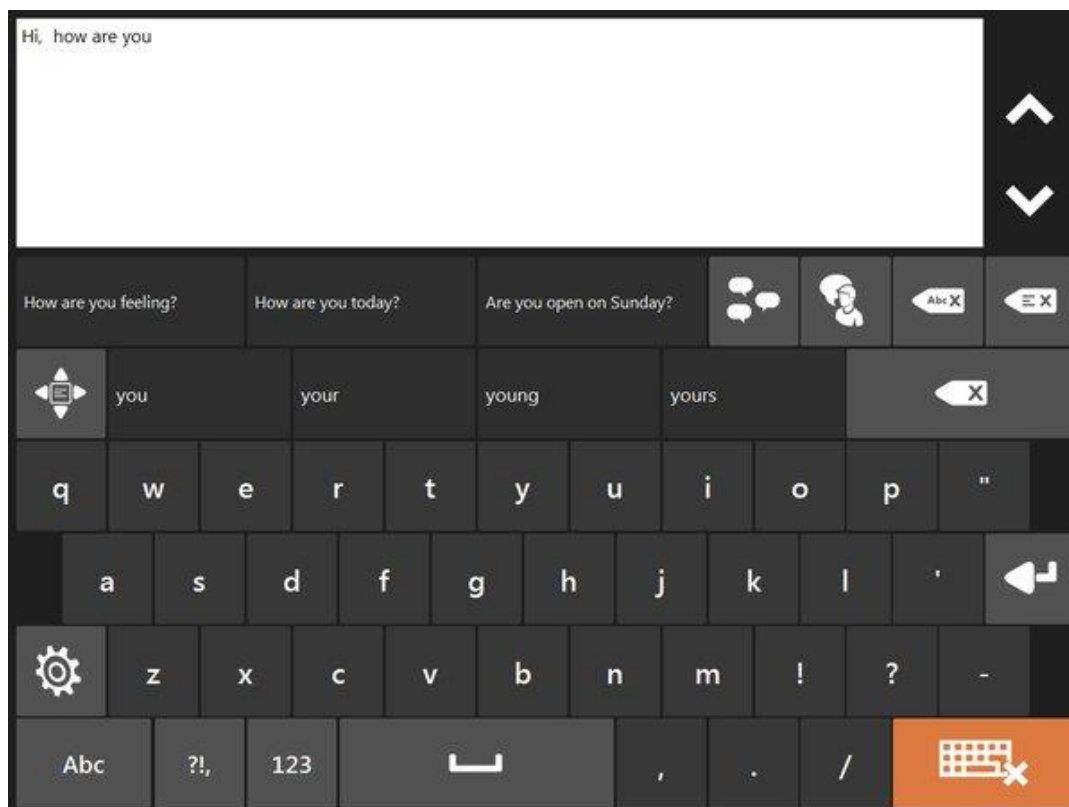 Hi,  how are you
How are you feeling? How are you today? Are you open on Sunday? Abc X X
you your young yours X
q w e r t y u i o p "
a s d f g h j k l '
z x c v b n m ! ? -
Abc ?!, 123 , . /